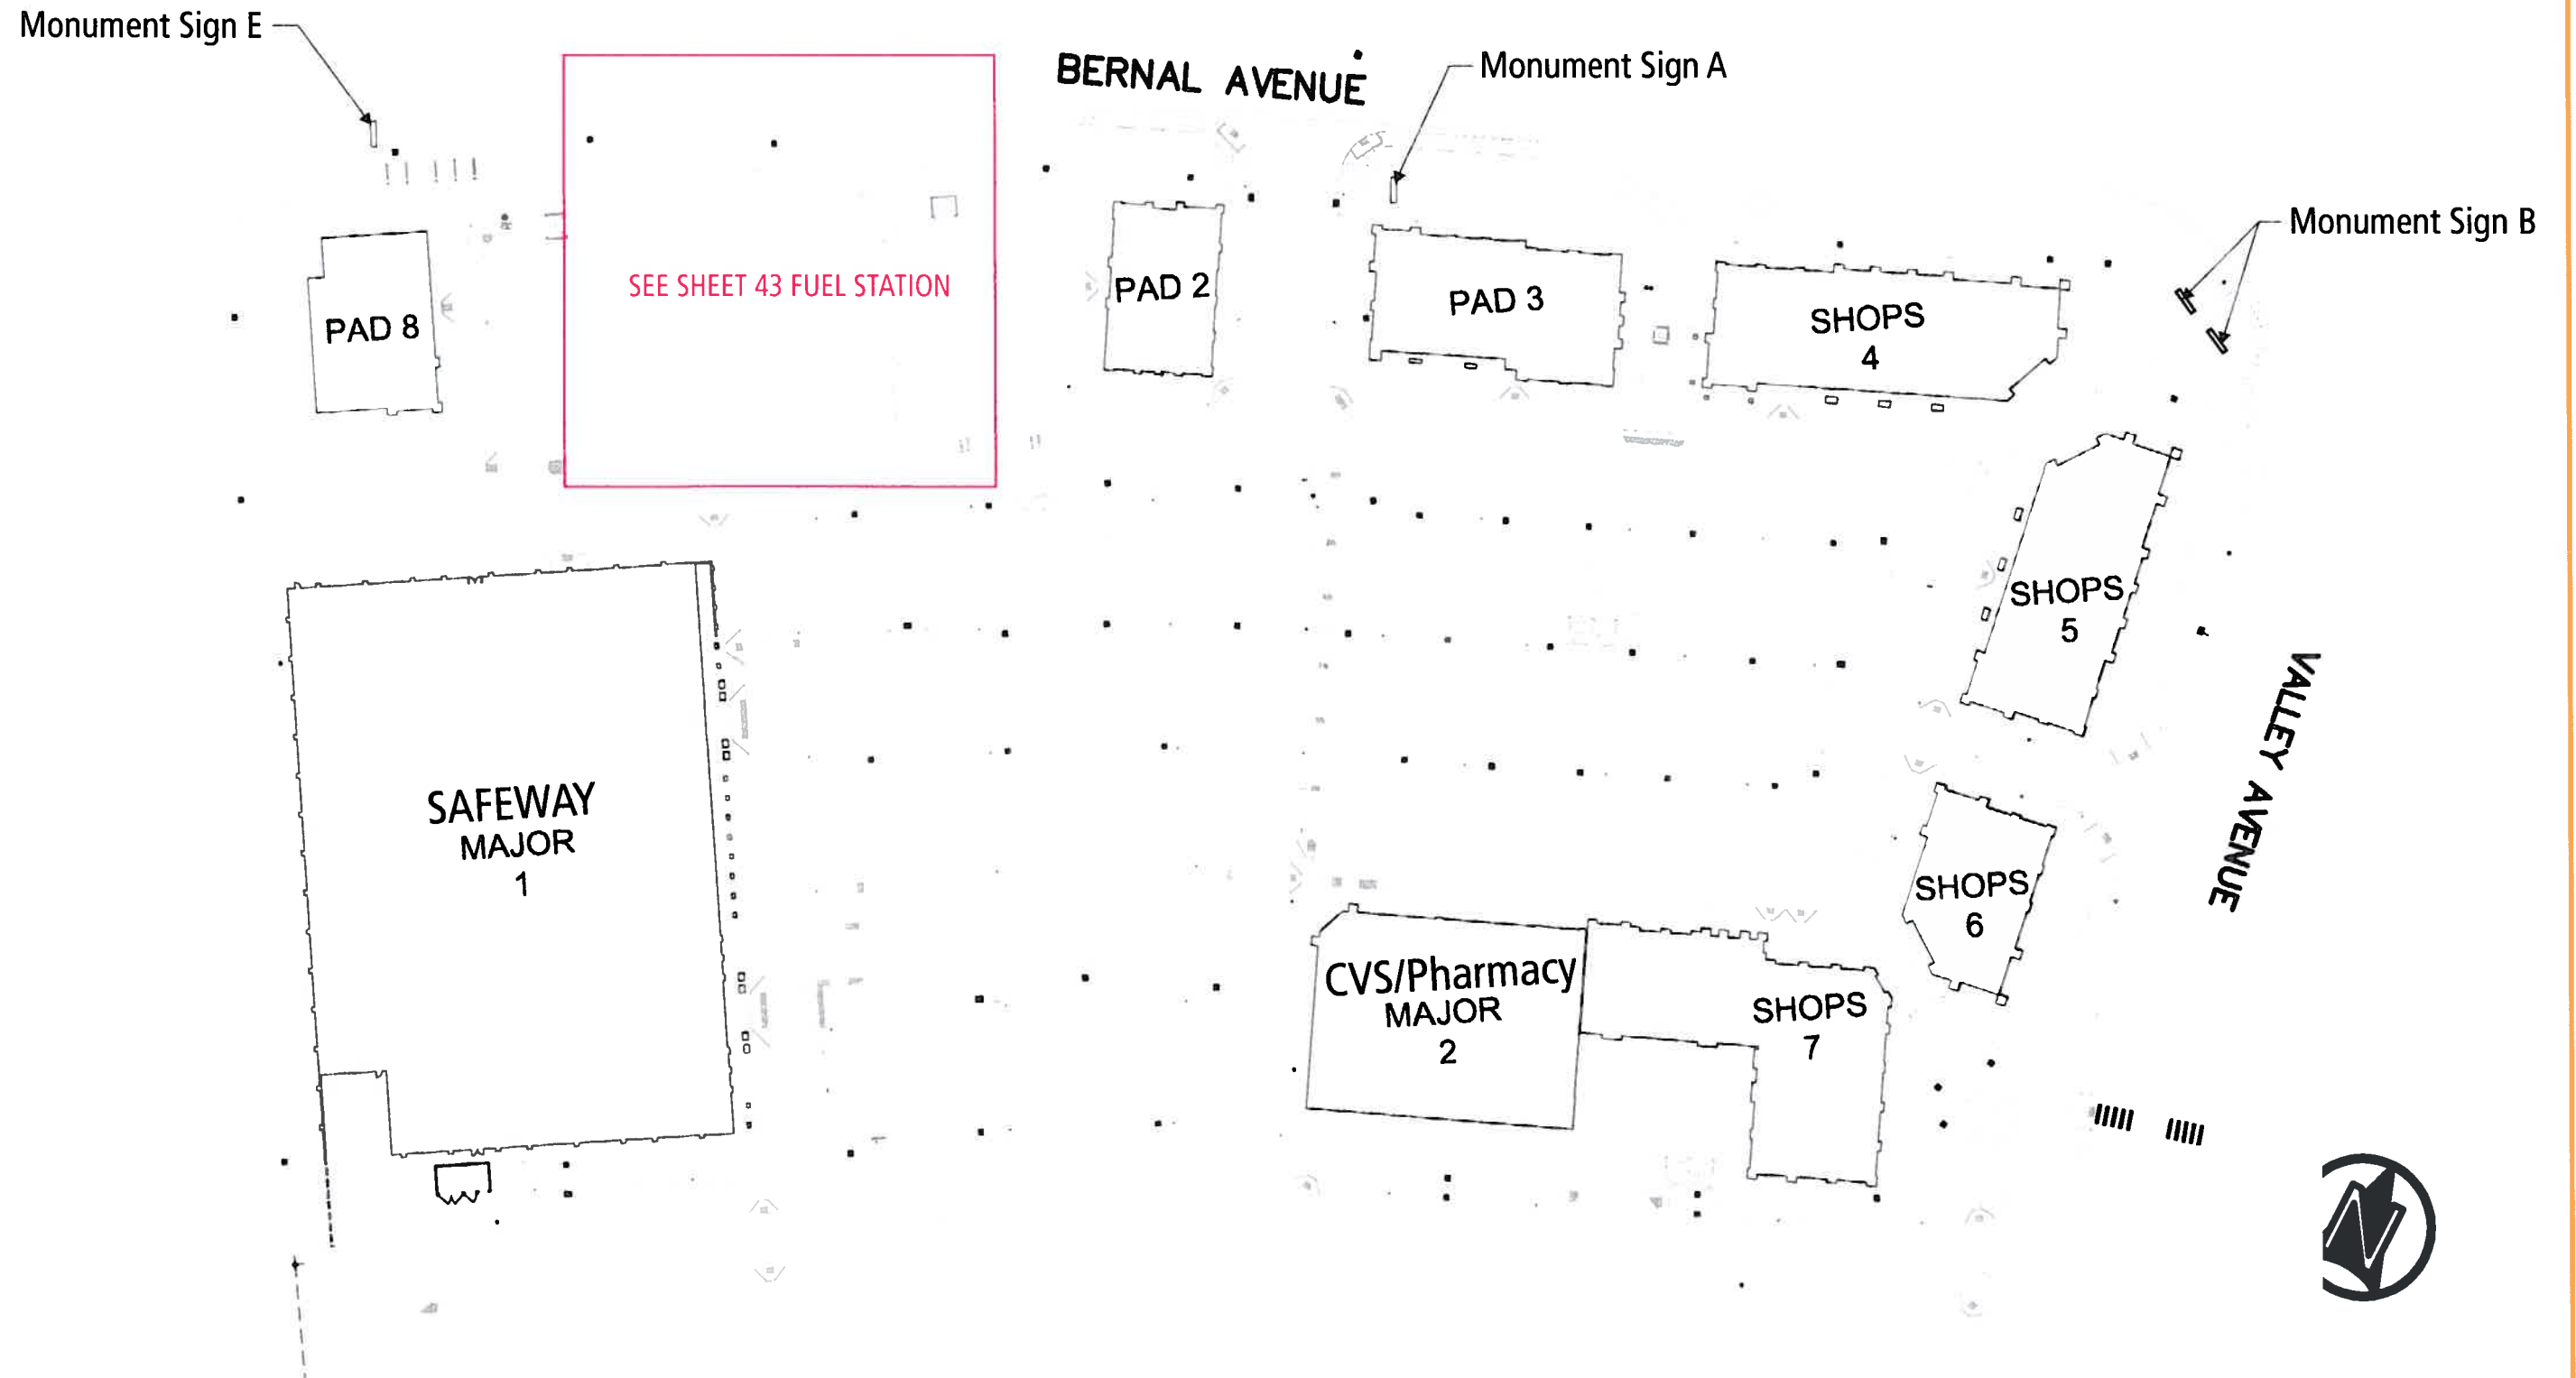 Monument Sign E
BERNAL AVENUE
Monument Sign A
Monument Sign B
SEE SHEET 43 FUEL STATION
PAD 8
PAD 2
PAD 3
SHOPS
4
SHOPS
5
VALLEY AVENUE
SAFEWAY
MAJOR
1
SHOPS
6
CVS/Pharmacy
MAJOR
2
SHOPS
7
N